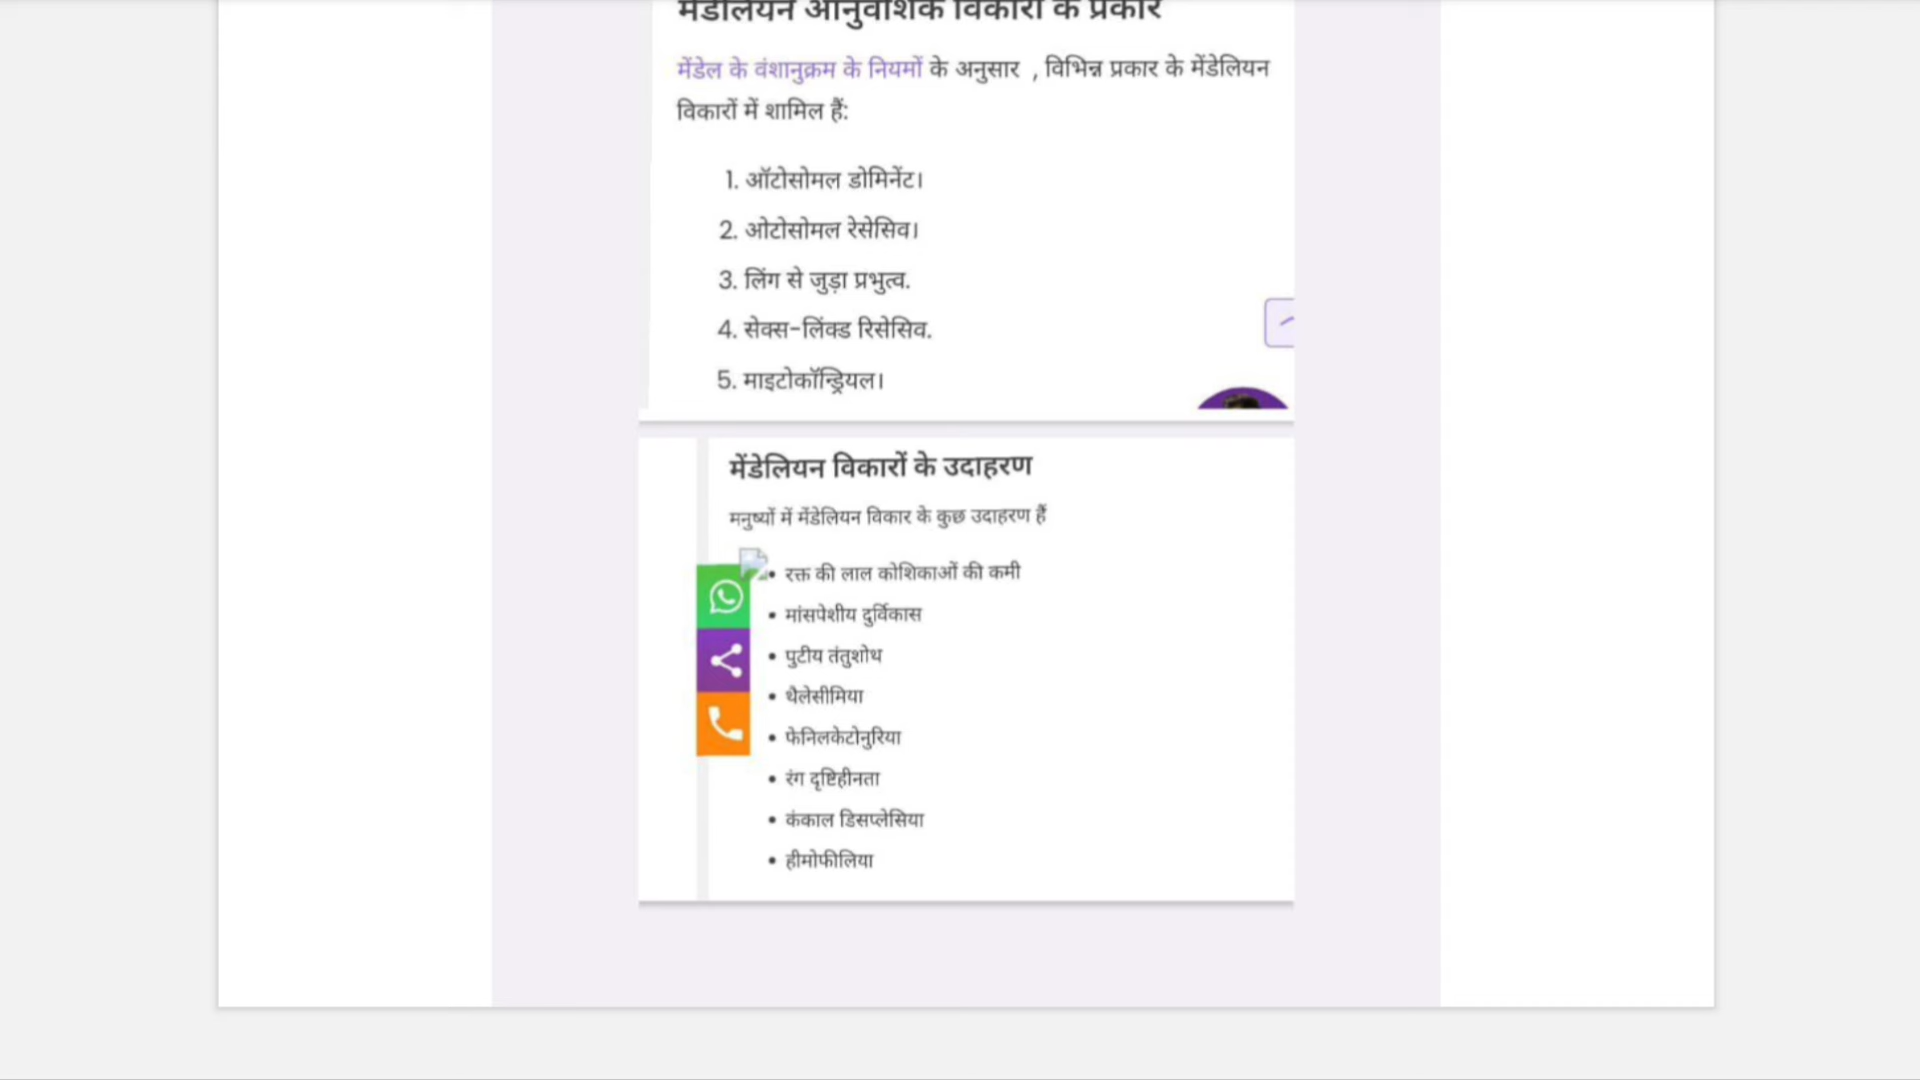 मेंडेलियन आनुवंशिक विकारों के प्रकार
मेंडेल के वंशानुक्रम के नियमों के अनुसार , विभिन्न प्रकार के मेंडेलियन
विकारों में शामिल हैं:
1. ऑटोसोमल डोमिनेंट।
2. ओटोसोमल रेसेसिव।
3. लिंग से जुड़ा प्रभुत्व.
4. सेक्स-लिंक्ड रिसेसिव.
5. माइटोकॉन्ड्रियल।
मेंडेलियन विकारों के उदाहरण
मनुष्यों में मेंडेलियन विकार के कुछ उदाहरण हैं
• रक्त की लाल कोशिकाओं की कमी
• मांसपेशीय दुर्विकास
• पुटीय तंतुशोथ
• थैलेसीमिया
• फेनिलकेटोनुरिया
• रंग दृष्टिहीनता
• कंकाल डिसप्लेसिया
• हीमोफीलिया